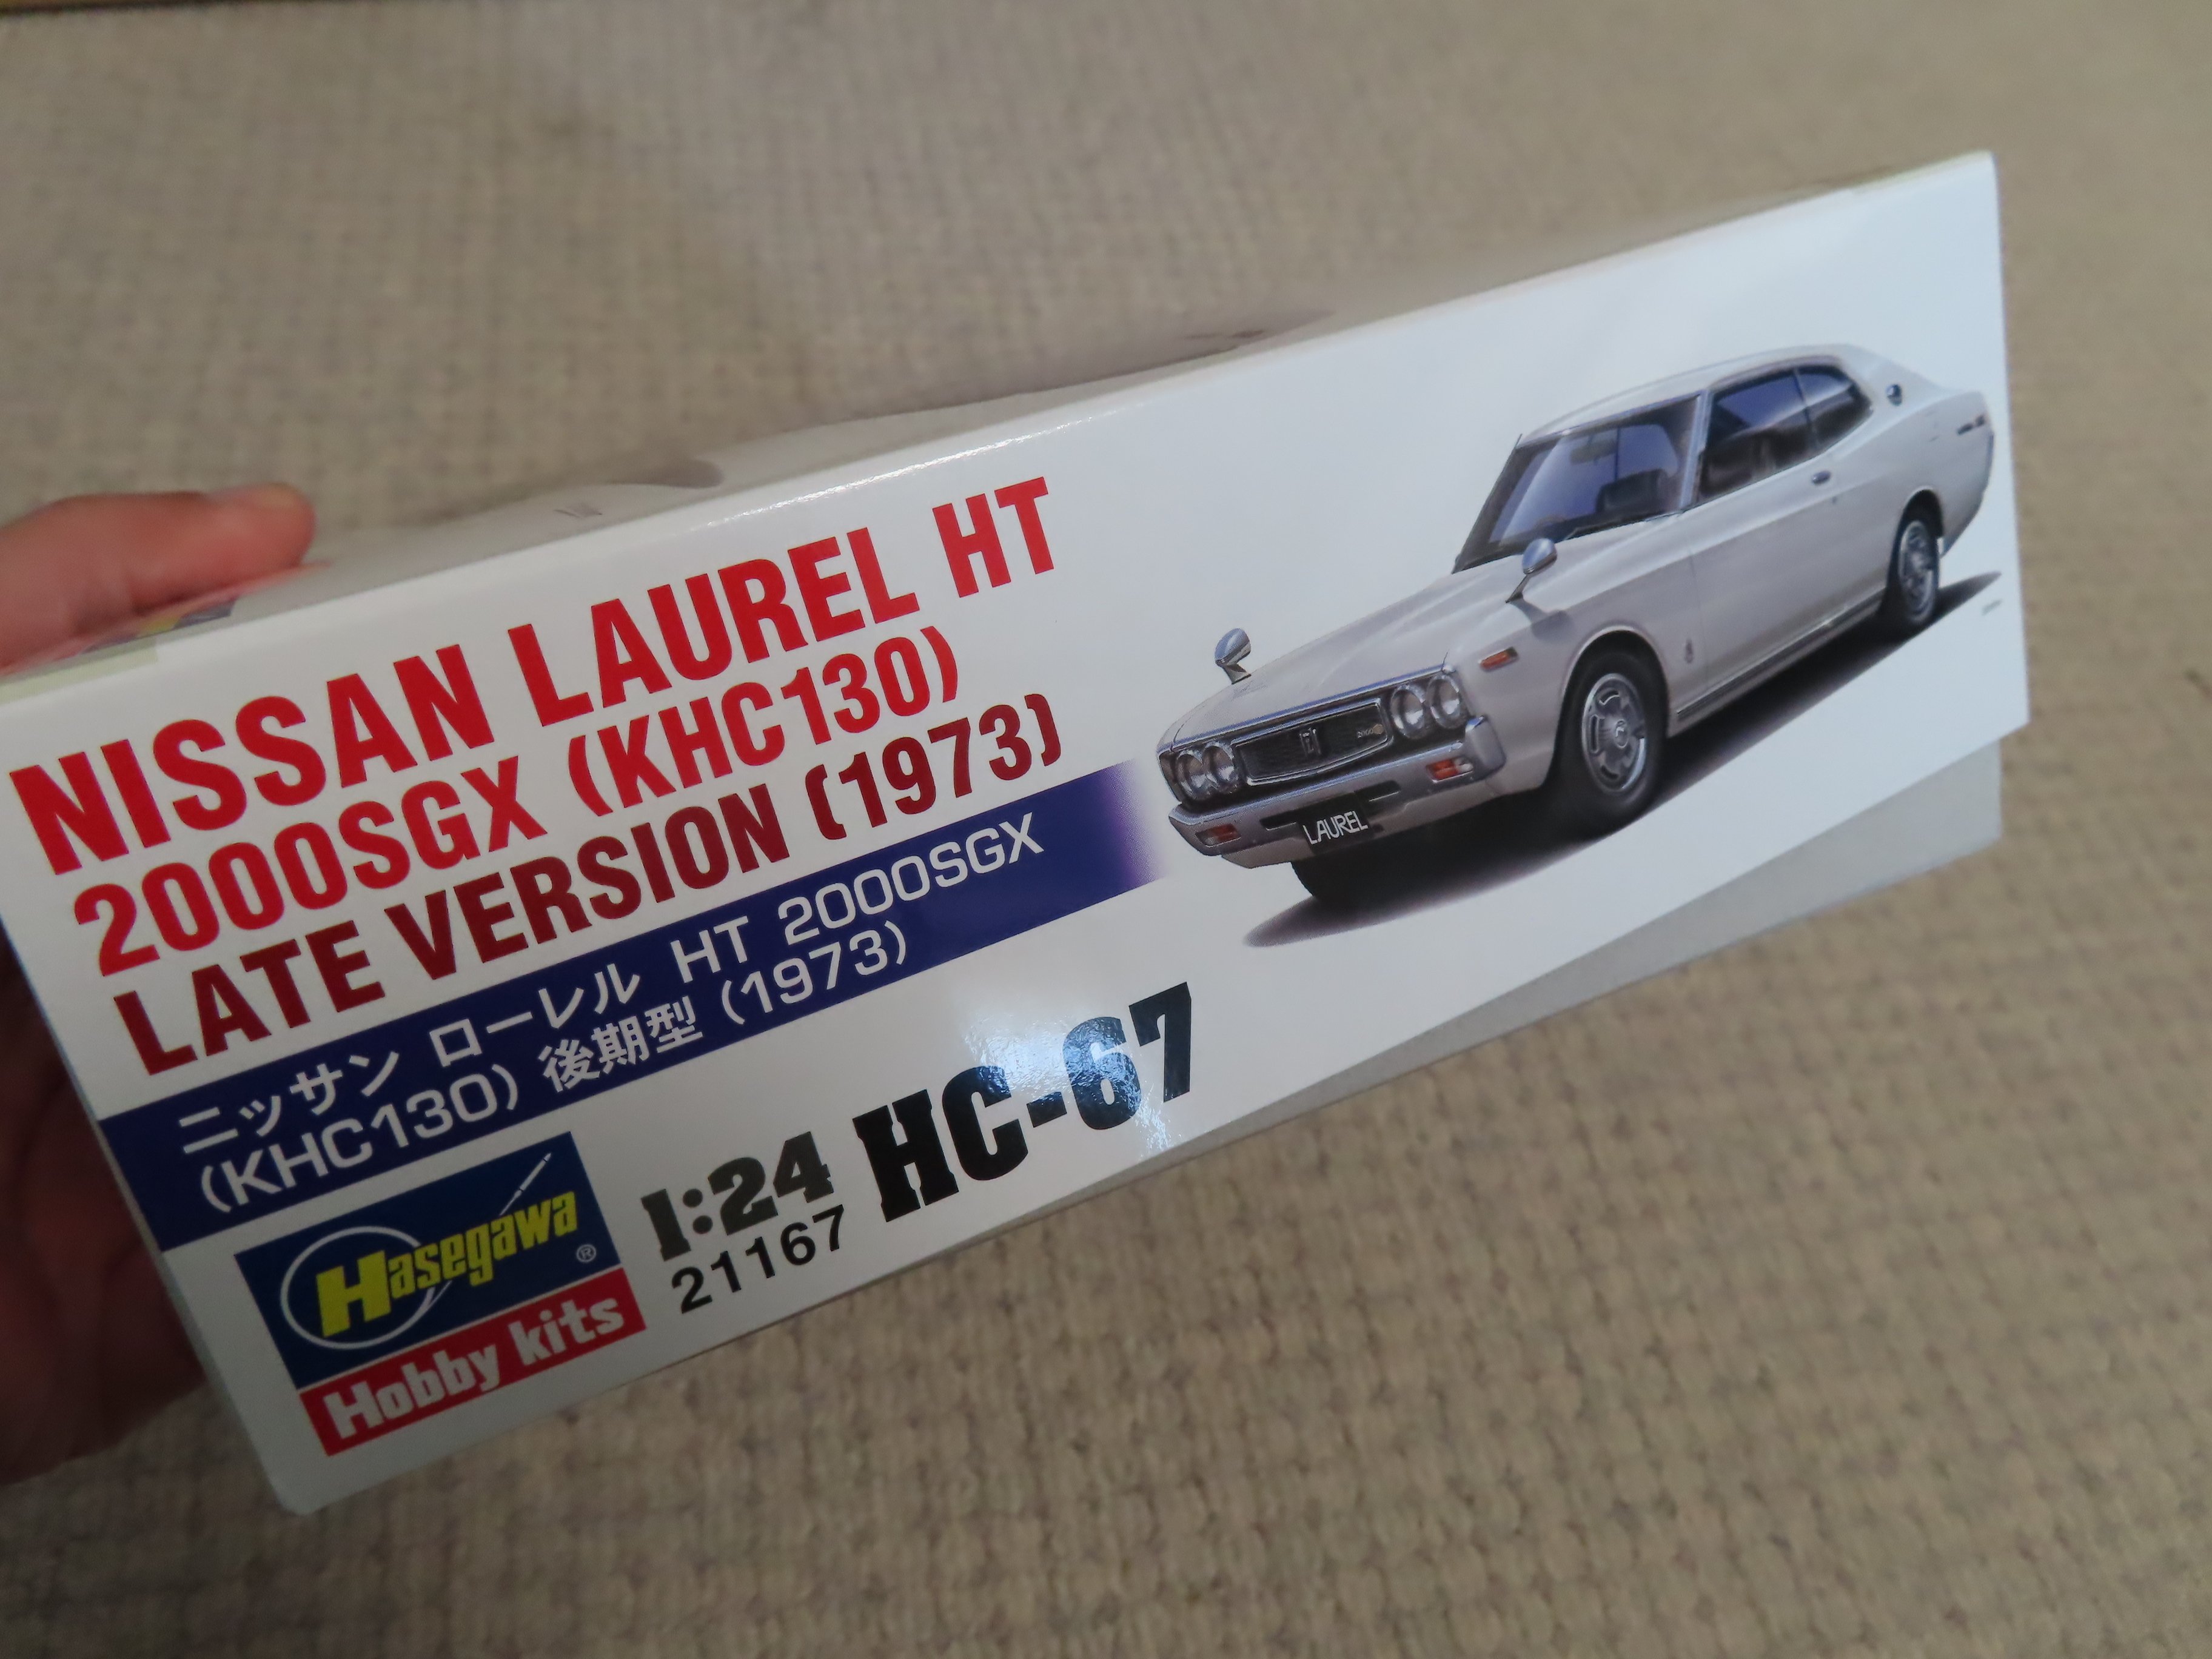 NISSAN LAUREL HT
2000SGX (KHC130)
LATE VERSION (1973)
ニッサン ローレル HT 2000SGX
(KHC130) 後期型 (1973)
Hasegawa®
Hobby kits
1:24
21167
HC-67
LAUREL